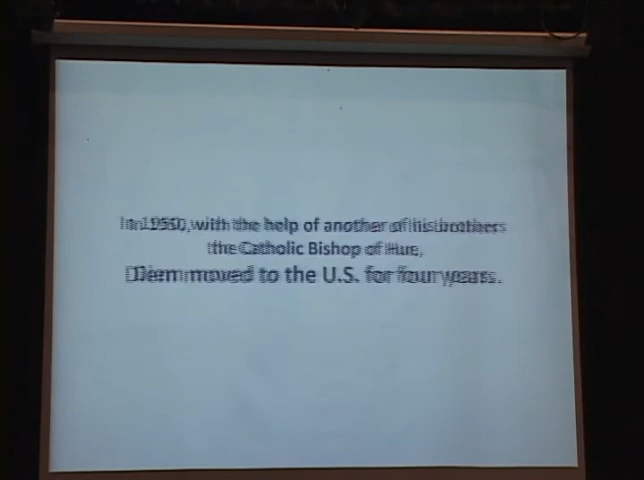 In 1950, with the help of another of his brothers
the Catholic Bishop of Hue,
Diem moved to the U.S. for four years.